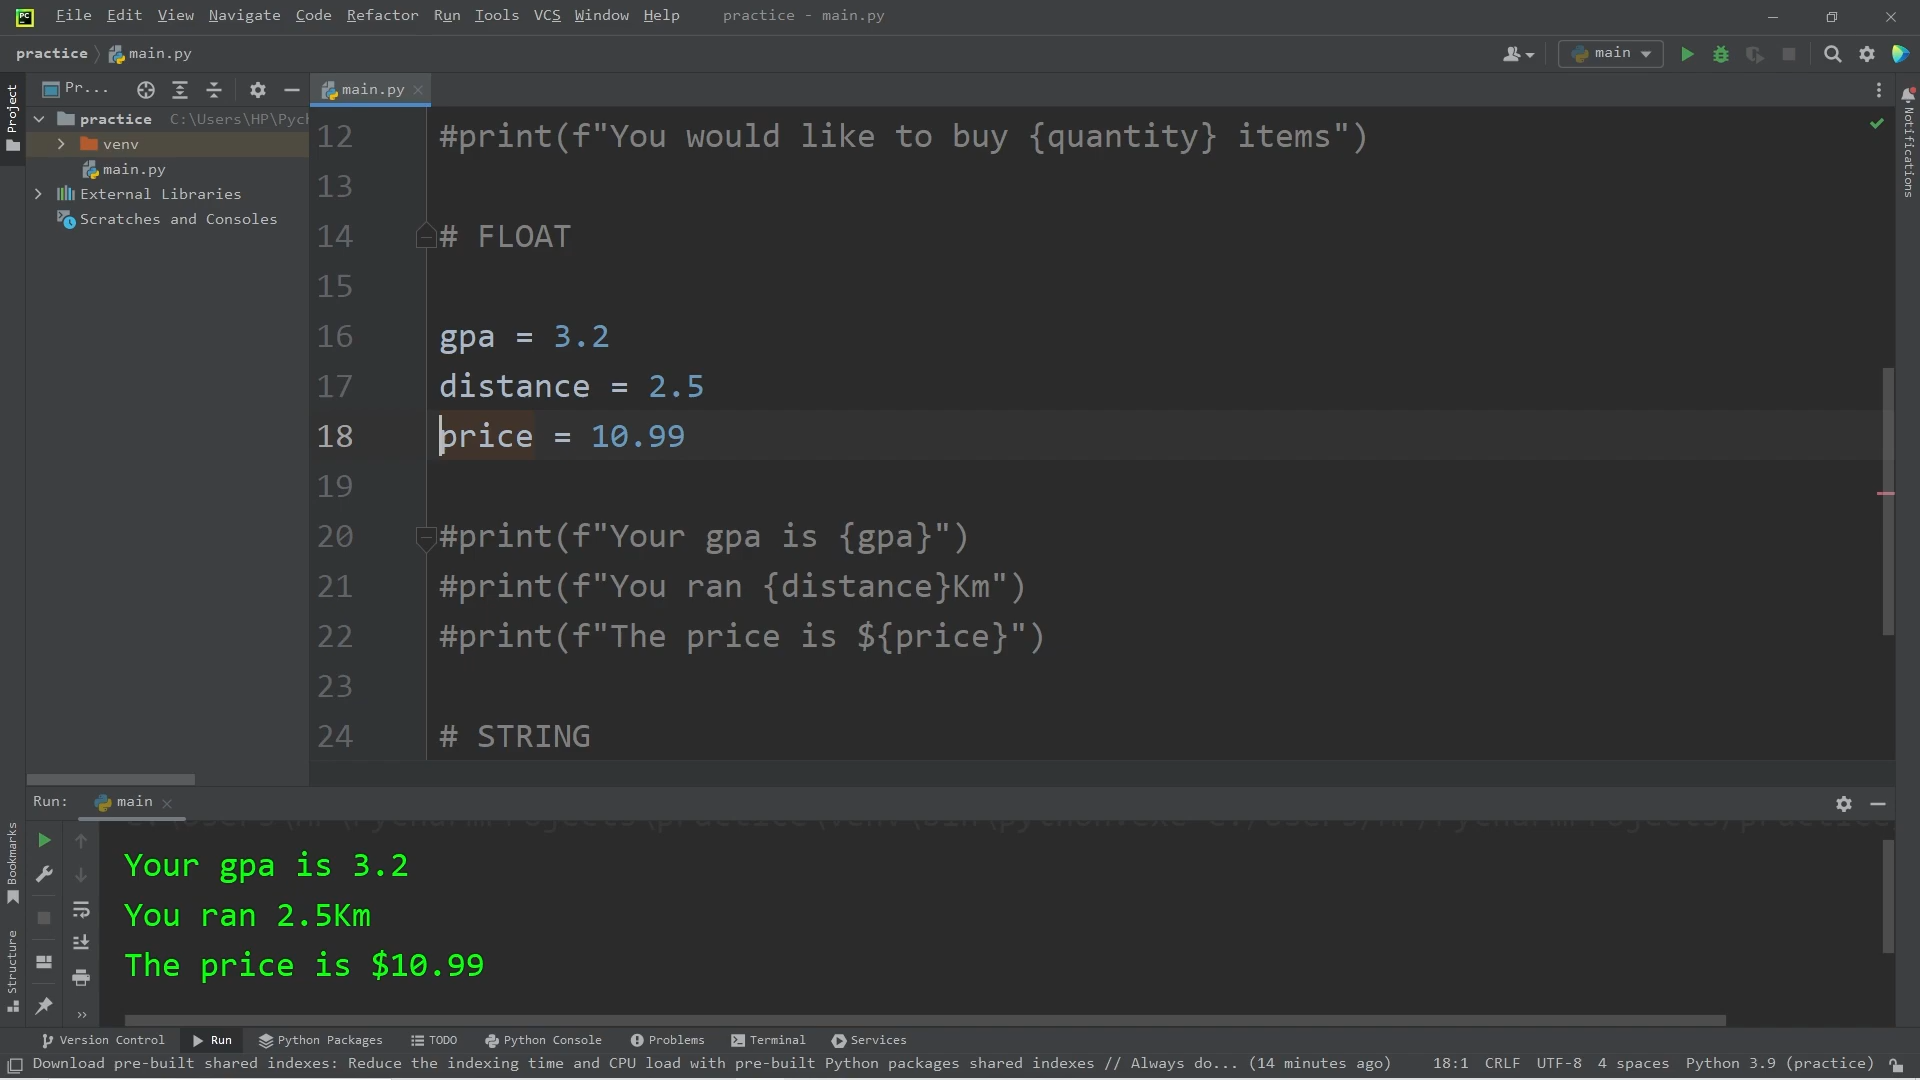 File Edit View Navigate Code Refactor Run Tools VCS Window Help practice - main.py
practice main.py
main
Pr...
main.py
Project
practice C:\Users\HP\Pych
venv
main.py
External Libraries
Scratches and Consoles
Notifications
12 #print(f"You would like to buy {quantity} items")
13
14 # FLOAT
15
16 gpa = 3.2
17 distance = 2.5
18 price = 10.99
19
20 #print(f"Your gpa is {gpa}")
21 #print(f"You ran {distance}Km")
22 #print(f"The price is ${price}")
23
24 # STRING
Run: main
Your gpa is 3.2
You ran 2.5Km
The price is $10.99
Bookmarks
Structure
Version Control Run Python Packages TODO Python Console Problems Terminal Services
Download pre-built shared indexes: Reduce the indexing time and CPU load with pre-built Python packages shared indexes // Always do... (14 minutes ago) 18:1 CRLF UTF-8 4 spaces Python 3.9 (practice)